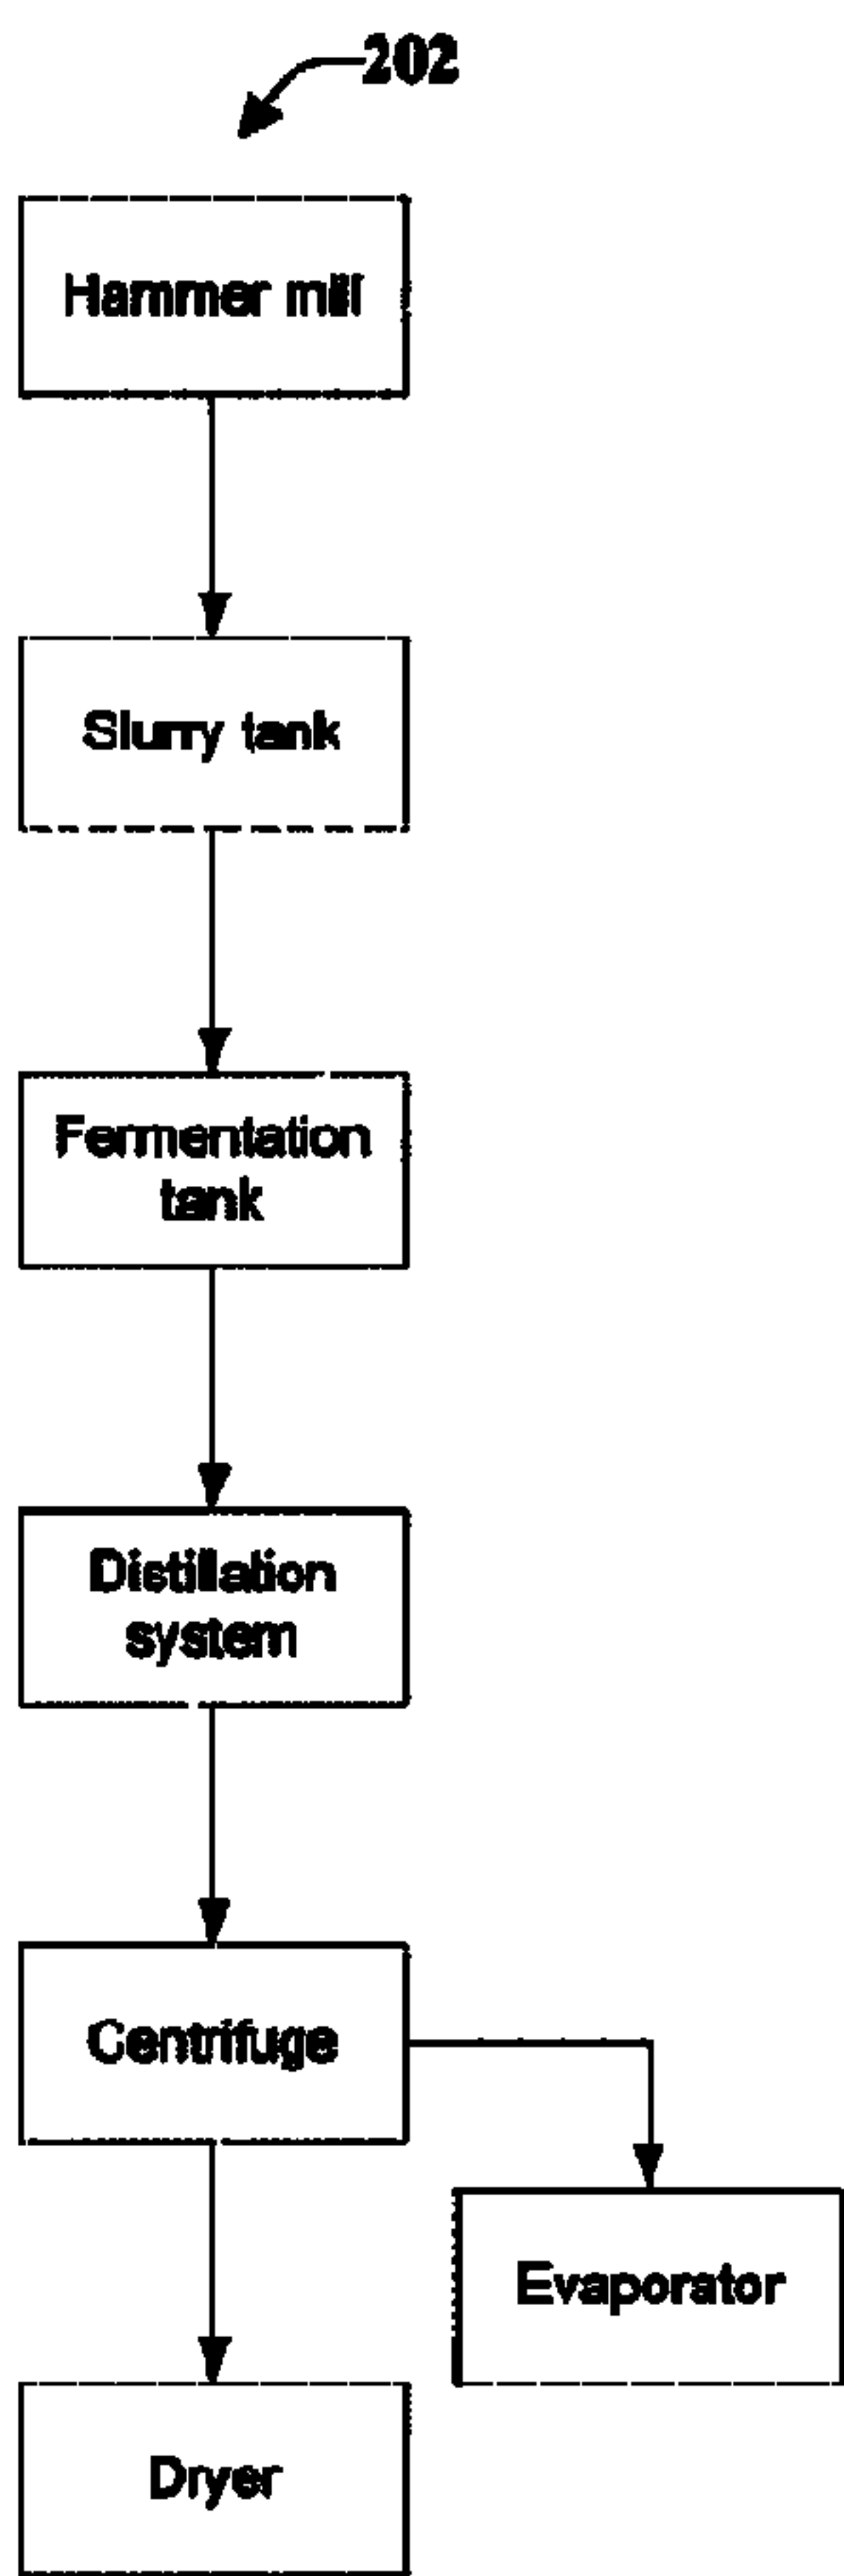 202
Hammer mill
Slurry tank
Fermentation
tank
Distillation
system
Centrifuge
Evaporator
Dryer